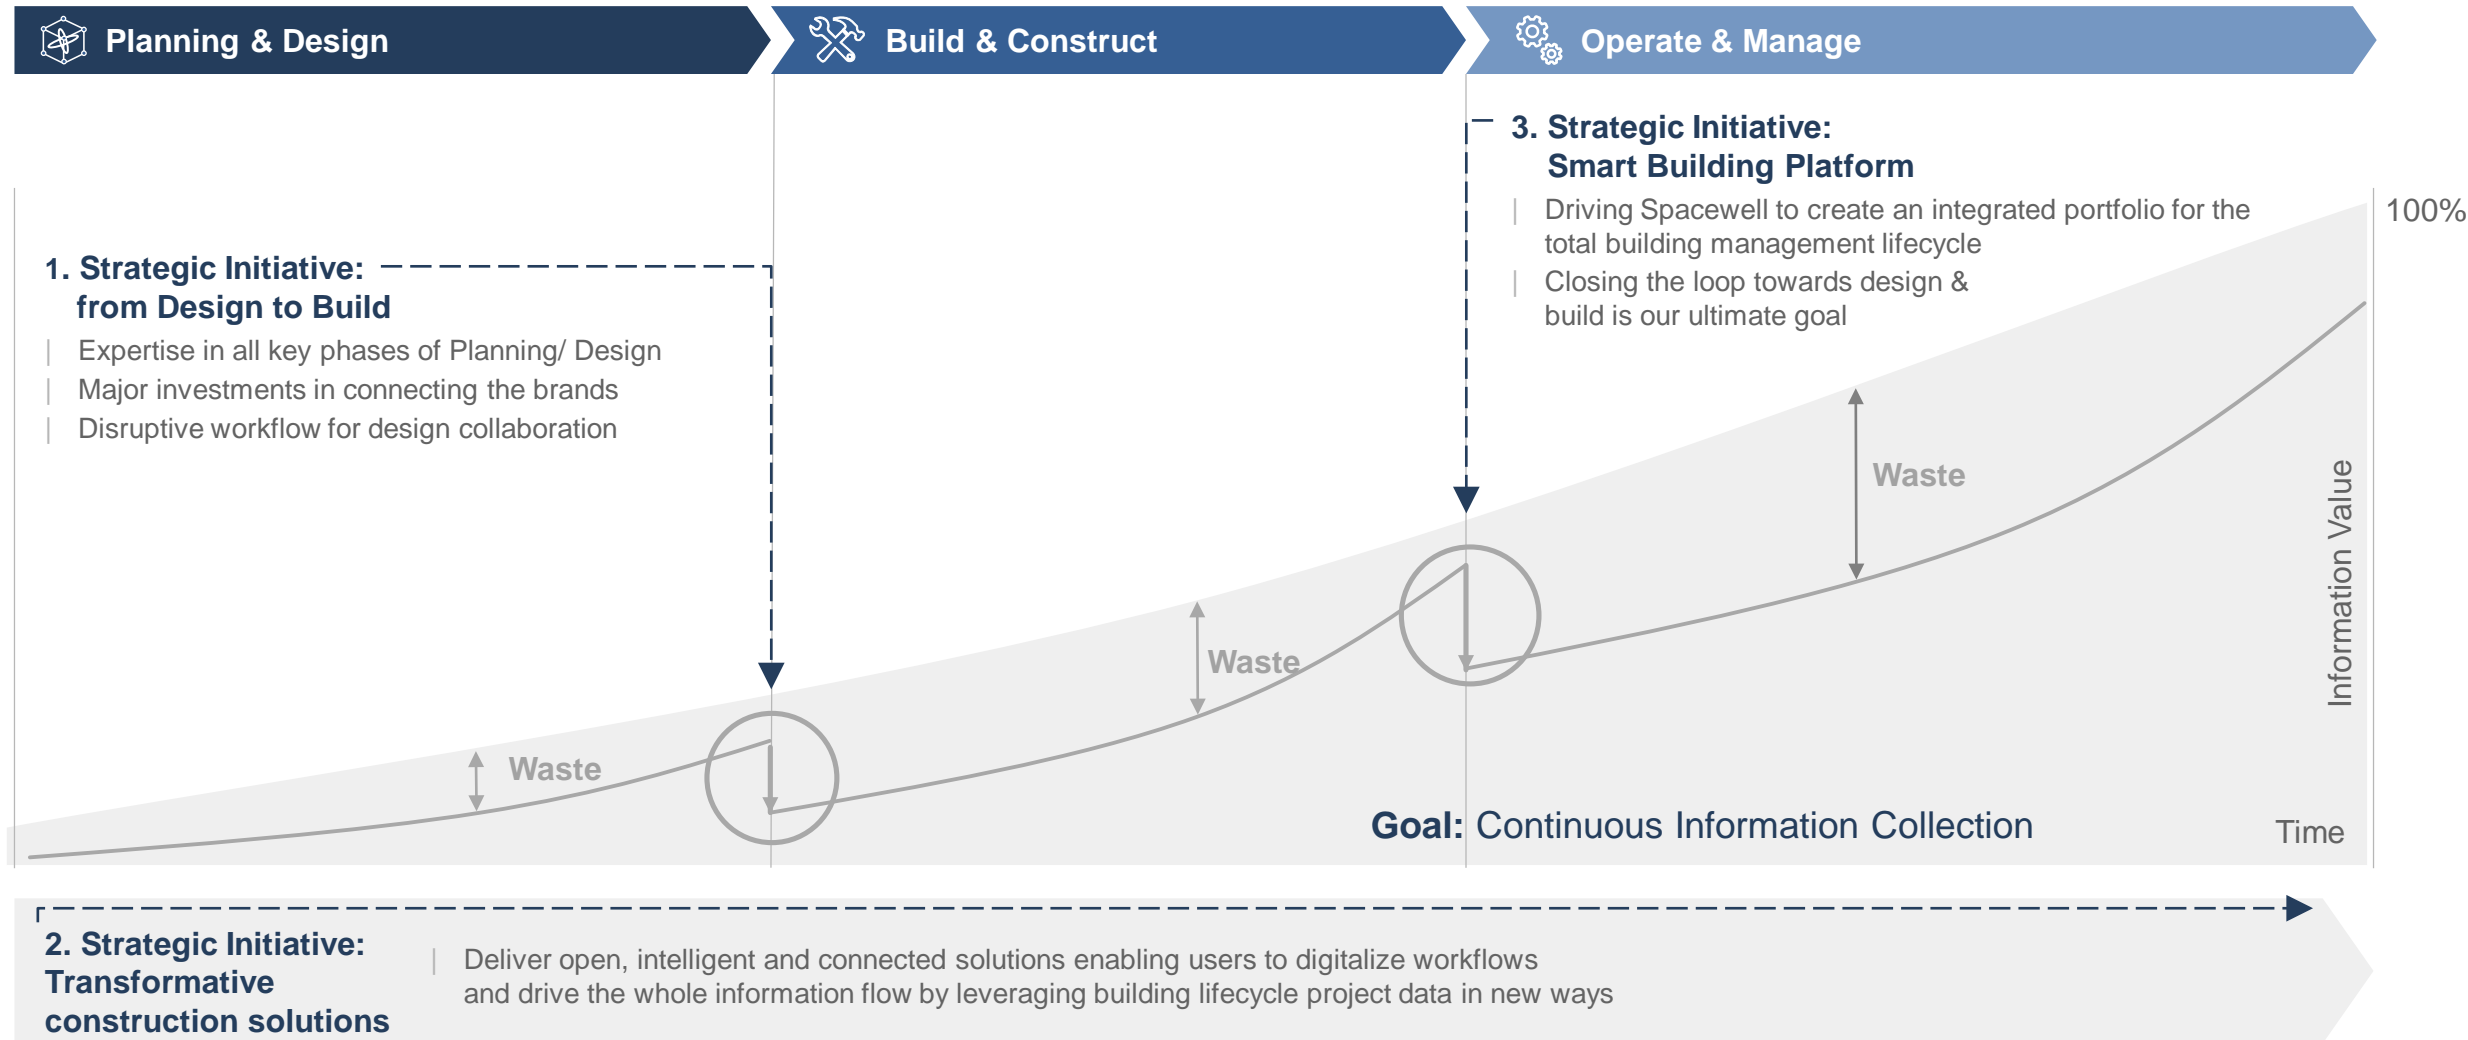 Planning & Design
Build & Construct
Operate & Manage
1. Strategic Initiative:
from Design to Build
| Expertise in all key phases of Planning/ Design
| Major investments in connecting the brands
| Disruptive workflow for design collaboration
3. Strategic Initiative:
Smart Building Platform
| Driving Spacewell to create an integrated portfolio for the
total building management lifecycle
| Closing the loop towards design &
build is our ultimate goal
100%
Waste
Waste
Waste
Information Value
Goal: Continuous Information Collection
Time
2. Strategic Initiative:
Transformative
construction solutions
| Deliver open, intelligent and connected solutions enabling users to digitalize workflows
and drive the whole information flow by leveraging building lifecycle project data in new ways